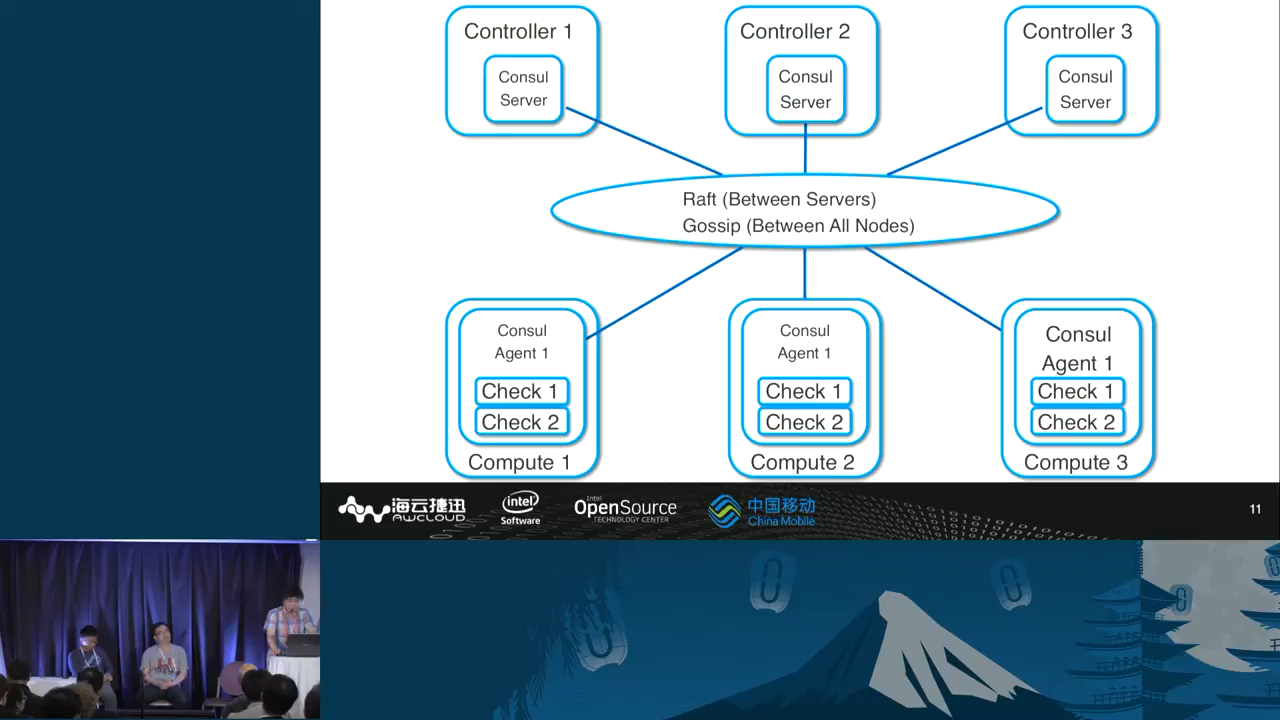 Controller 1
Consul
Server
Controller 2
Consul
Server
Controller 3
Consul
Server
Raft (Between Servers)
Gossip (Between All Nodes)
Consul
Agent 1
Check 1
Check 2
Compute 1
Consul
Agent 1
Check 1
Check 2
Compute 2
Consul
Agent 1
Check 1
Check 2
Compute 3
海云捷迅
AWCLOUD
intel
Software
Intel
OpenSource
TECHNOLOGY CENTER
中国移动
China Mobile
11